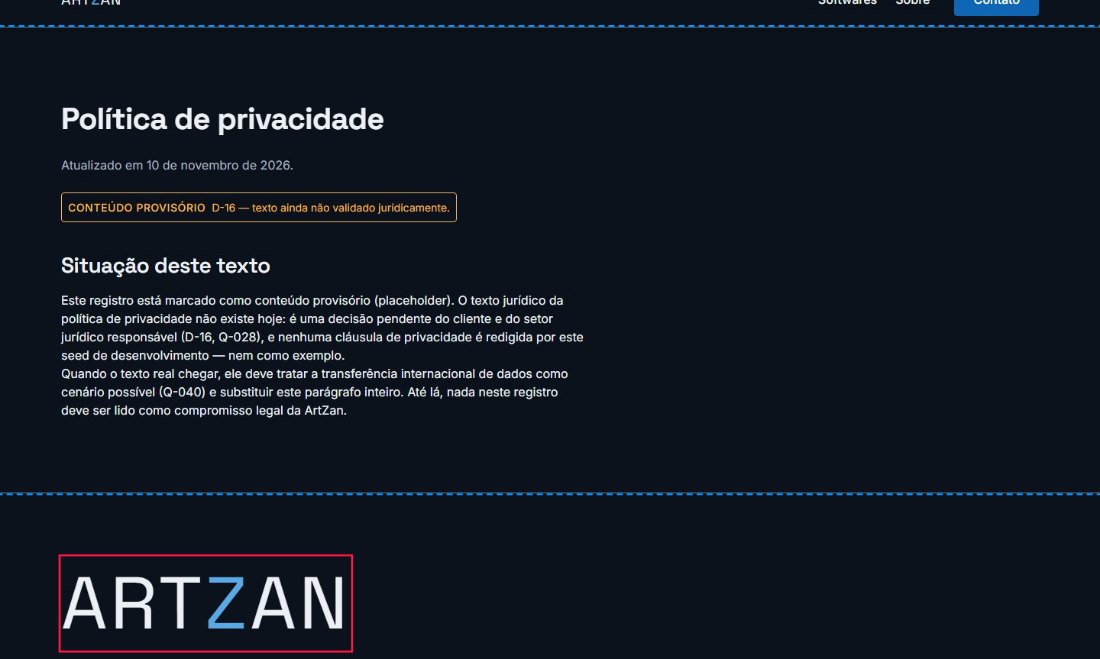 ARTZAN
Softwares Sobre Contato
Política de privacidade
Atualizado em 10 de novembro de 2026.
CONTEÚDO PROVISÓRIO D-16 — texto ainda não validado juridicamente.
Situação deste texto
Este registro está marcado como conteúdo provisório (placeholder). O texto jurídico da
política de privacidade não existe hoje: é uma decisão pendente do cliente e do setor
jurídico responsável (D-16, Q-028), e nenhuma cláusula de privacidade é redigida por este
seed de desenvolvimento — nem como exemplo.
Quando o texto real chegar, ele deve tratar a transferência internacional de dados como
cenário possível (Q-040) e substituir este parágrafo inteiro. Até lá, nada neste registro
deve ser lido como compromisso legal da ArtZan.
ARTZAN